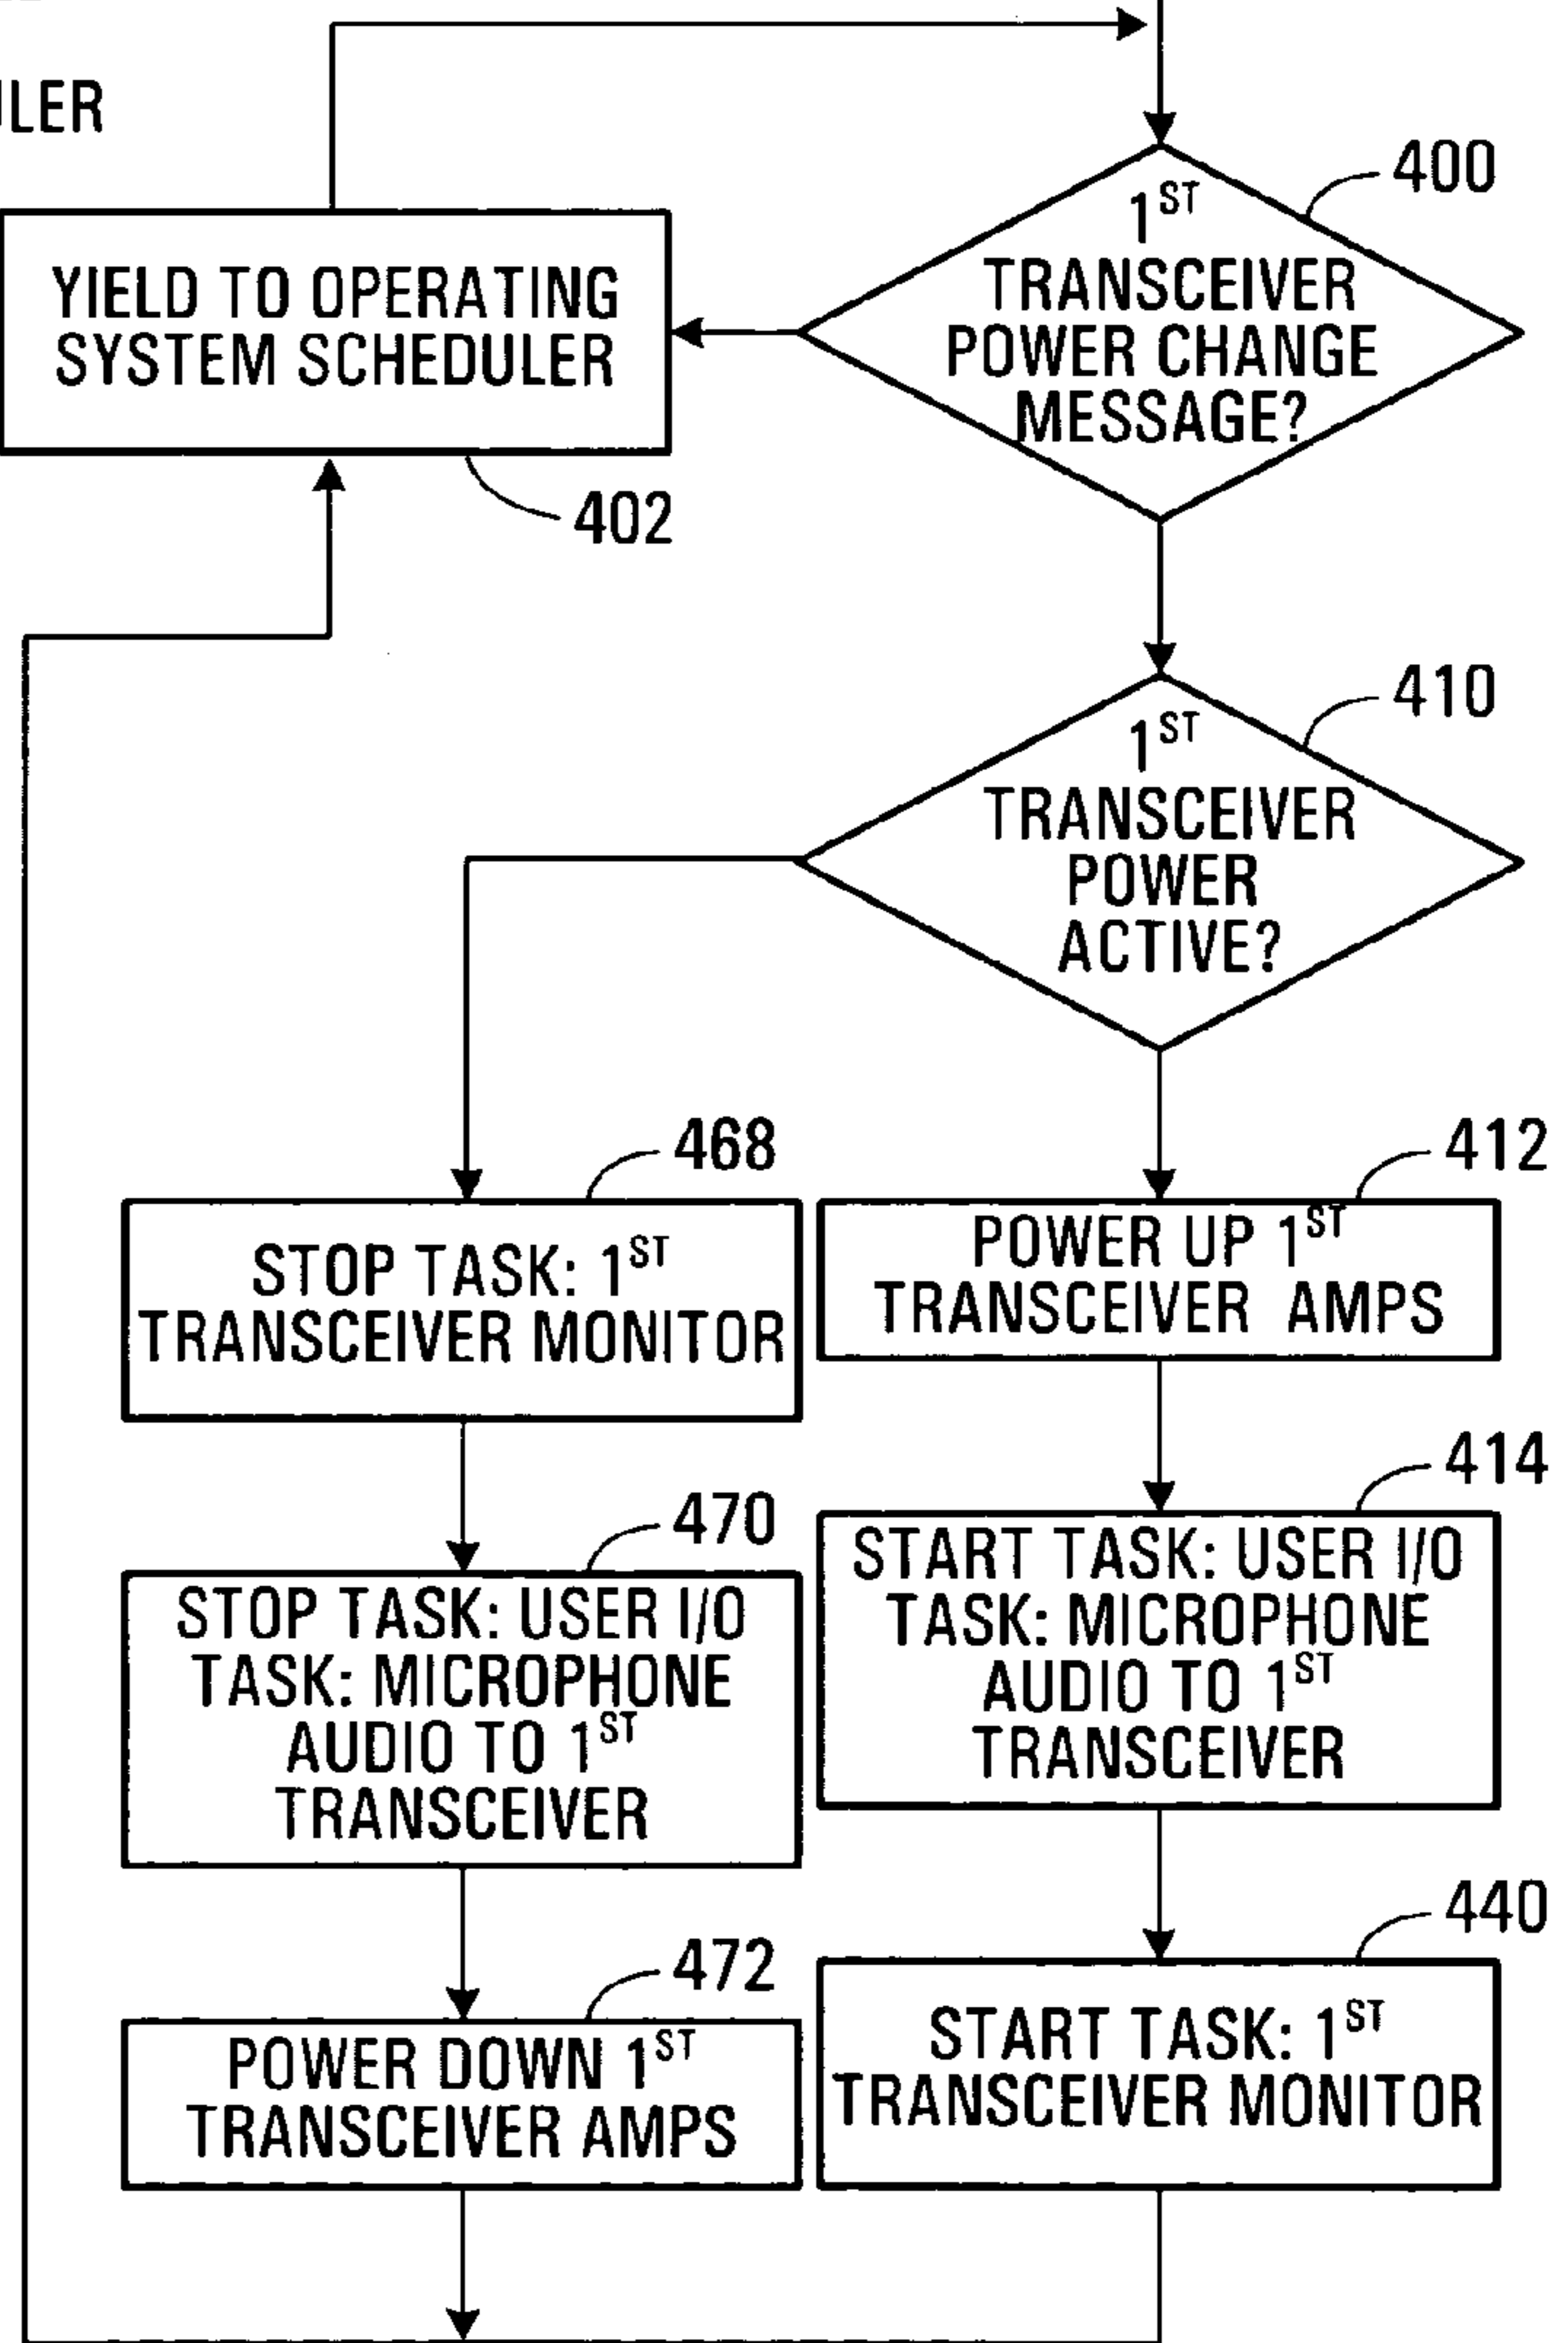 400
1ST
TRANSCEIVER
POWER CHANGE
MESSAGE?
YIELD TO OPERATING
SYSTEM SCHEDULER
402
410
1ST
TRANSCEIVER
POWER
ACTIVE?
468
STOP TASK: 1ST
TRANSCEIVER MONITOR
412
POWER UP 1ST
TRANSCEIVER AMPS
470
STOP TASK: USER I/O
TASK: MICROPHONE
AUDIO TO 1ST
TRANSCEIVER
414
START TASK: USER I/O
TASK: MICROPHONE
AUDIO TO 1ST
TRANSCEIVER
472
POWER DOWN 1ST
TRANSCEIVER AMPS
440
START TASK: 1ST
TRANSCEIVER MONITOR